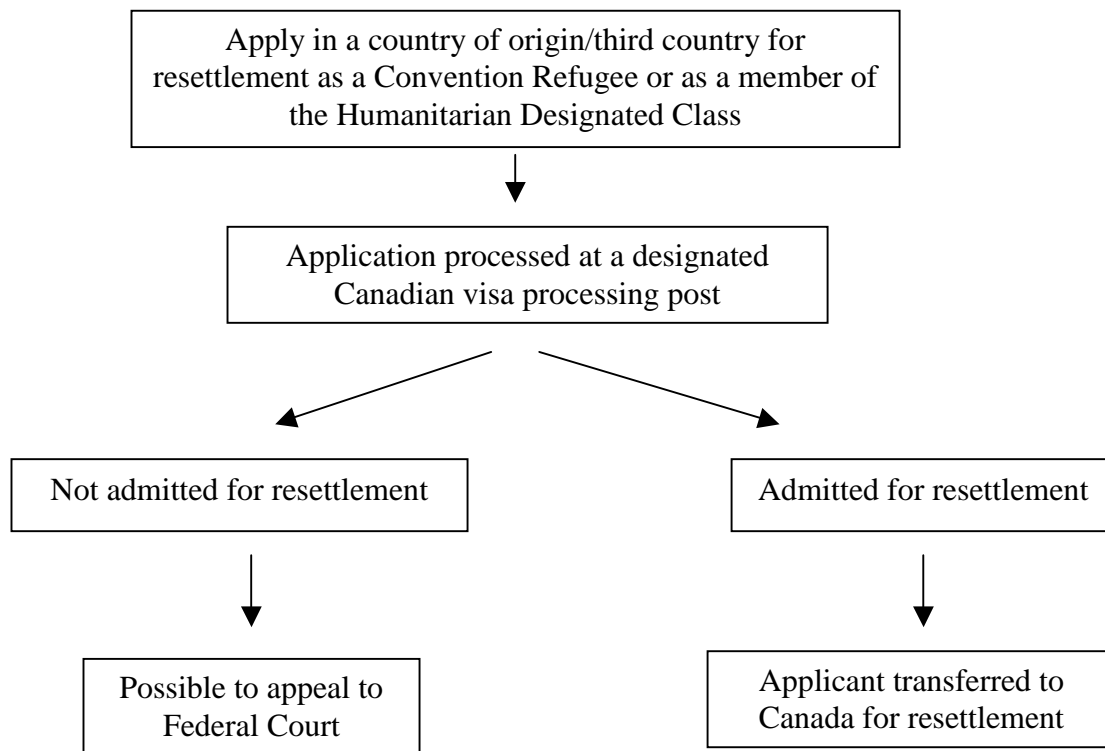 Apply in a country of origin/third country for
resettlement as a Convention Refugee or as a member of
the Humanitarian Designated Class
Application processed at a designated
Canadian visa processing post
Not admitted for resettlement
Admitted for resettlement
Possible to appeal to
Federal Court
Applicant transferred to
Canada for resettlement